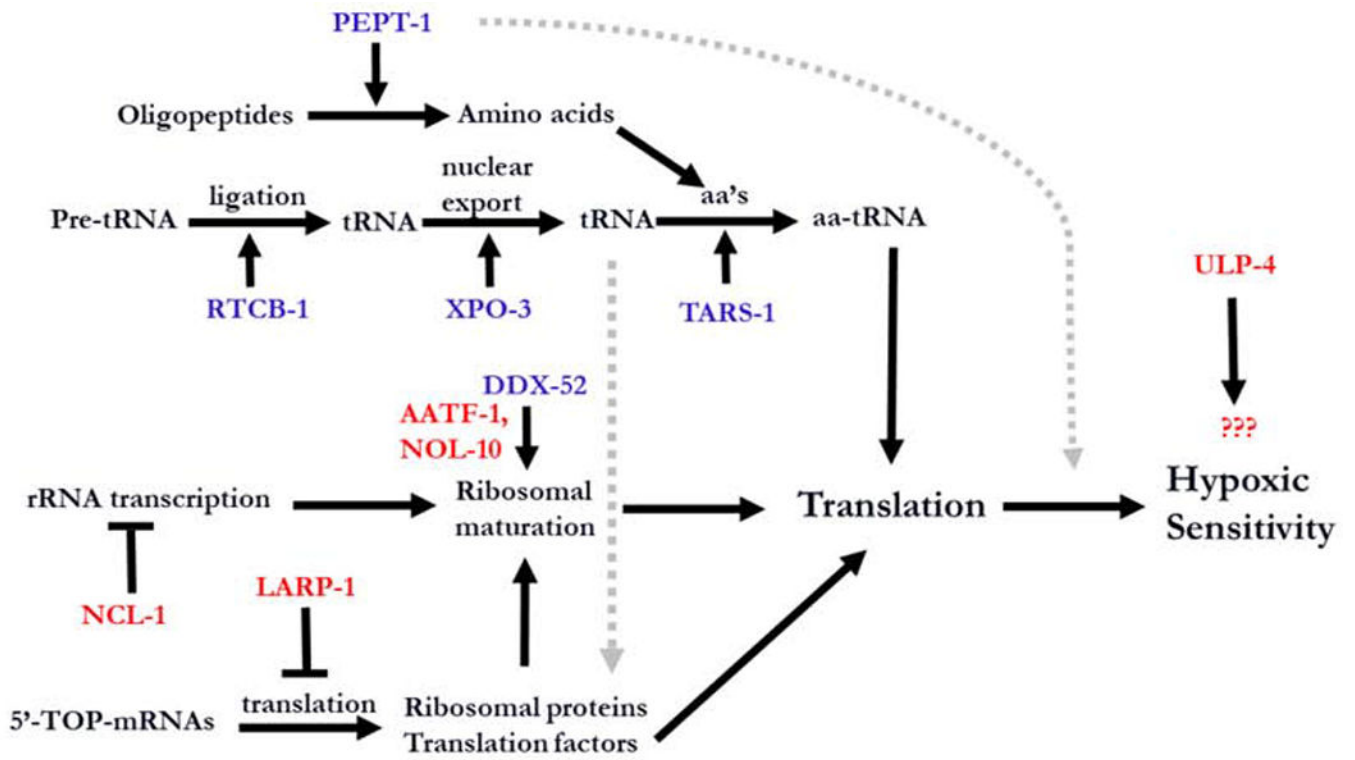 PEPT-1
Oligopeptides
Amino acids
nuclear
ligation
export
aa's
Pre-tRNA
tRNA
tRNA
aa-tRNA
RTCB-1
XPO-3
TARS-1
ULP-4
???
DDX-52
AATF-1,
NOL-10
Hypoxic
Sensitivity
rRNA transcription
Ribosomal
maturation
Translation
LARP-1
NCL-1
5'-TOP-mRNAs
translation
Ribosomal proteins
Translation factors